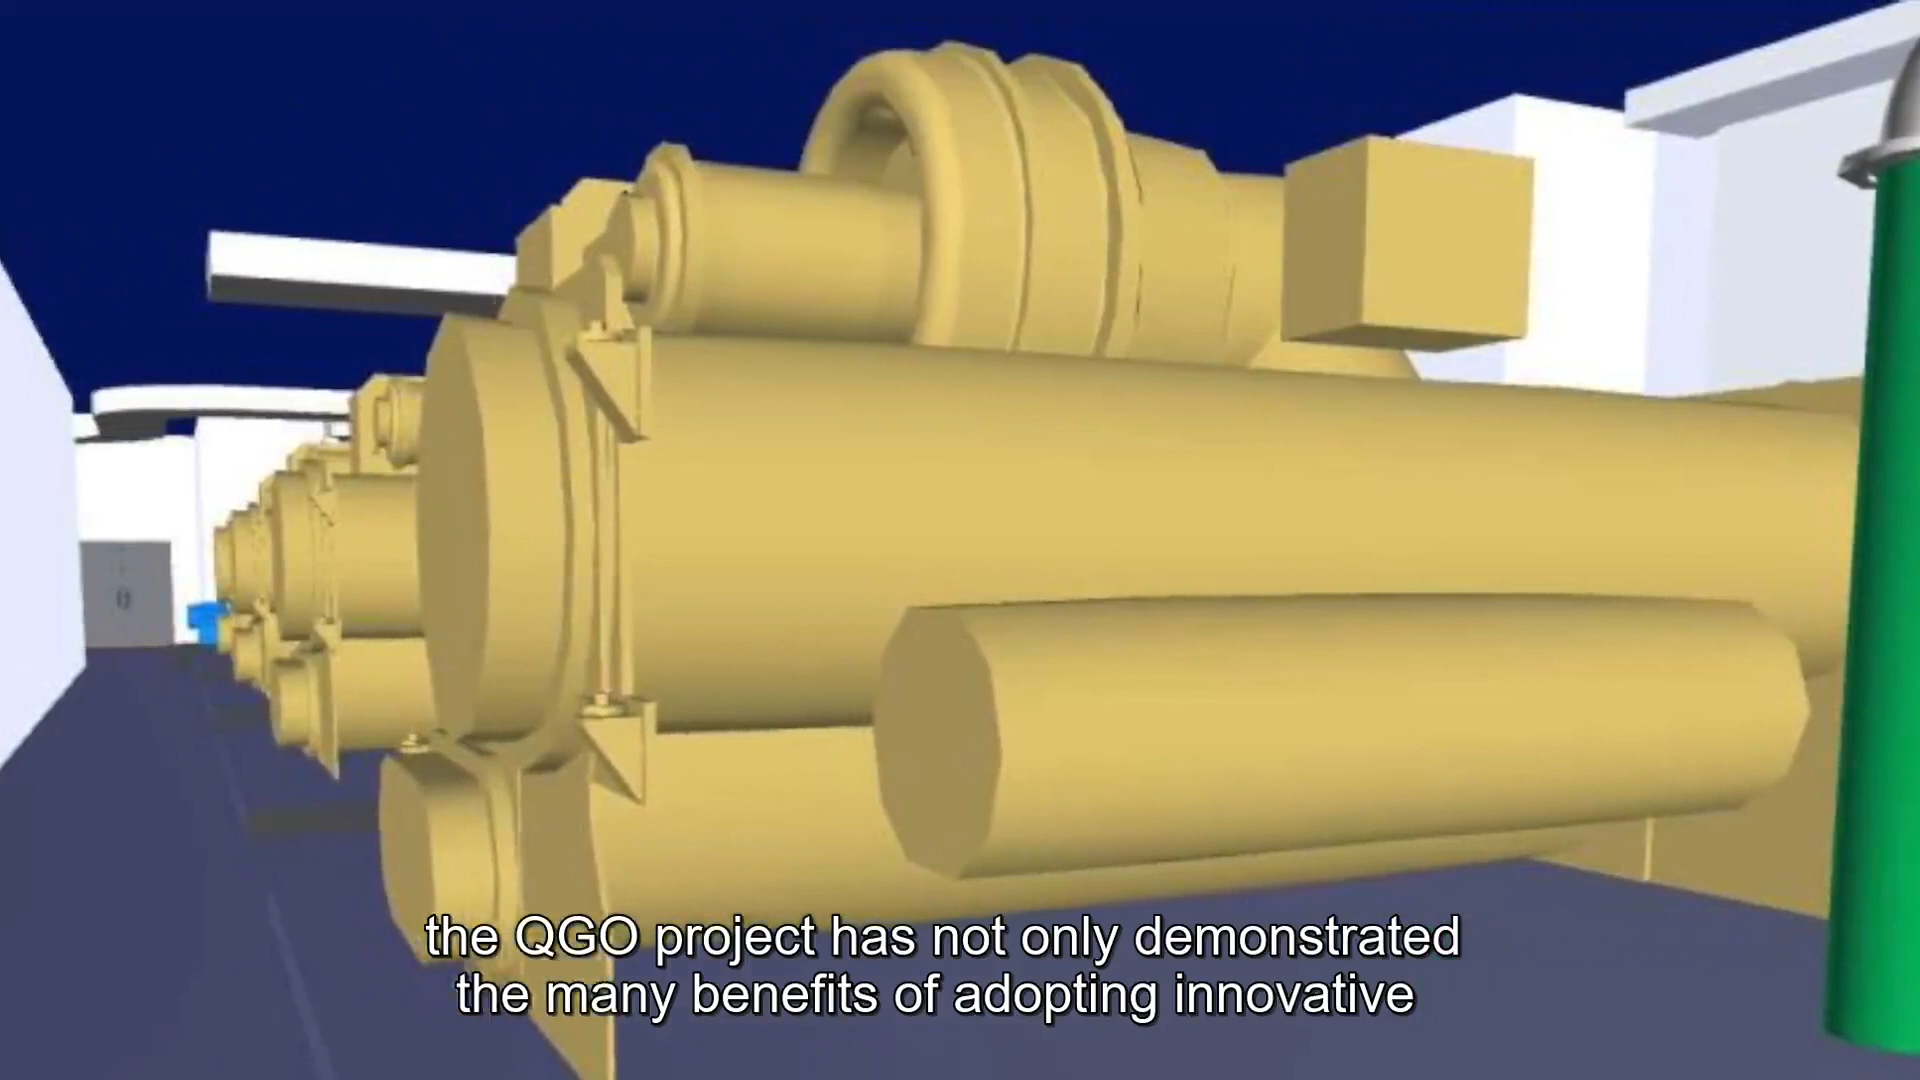 the QGO project has not only demonstrated
the many benefits of adopting innovative